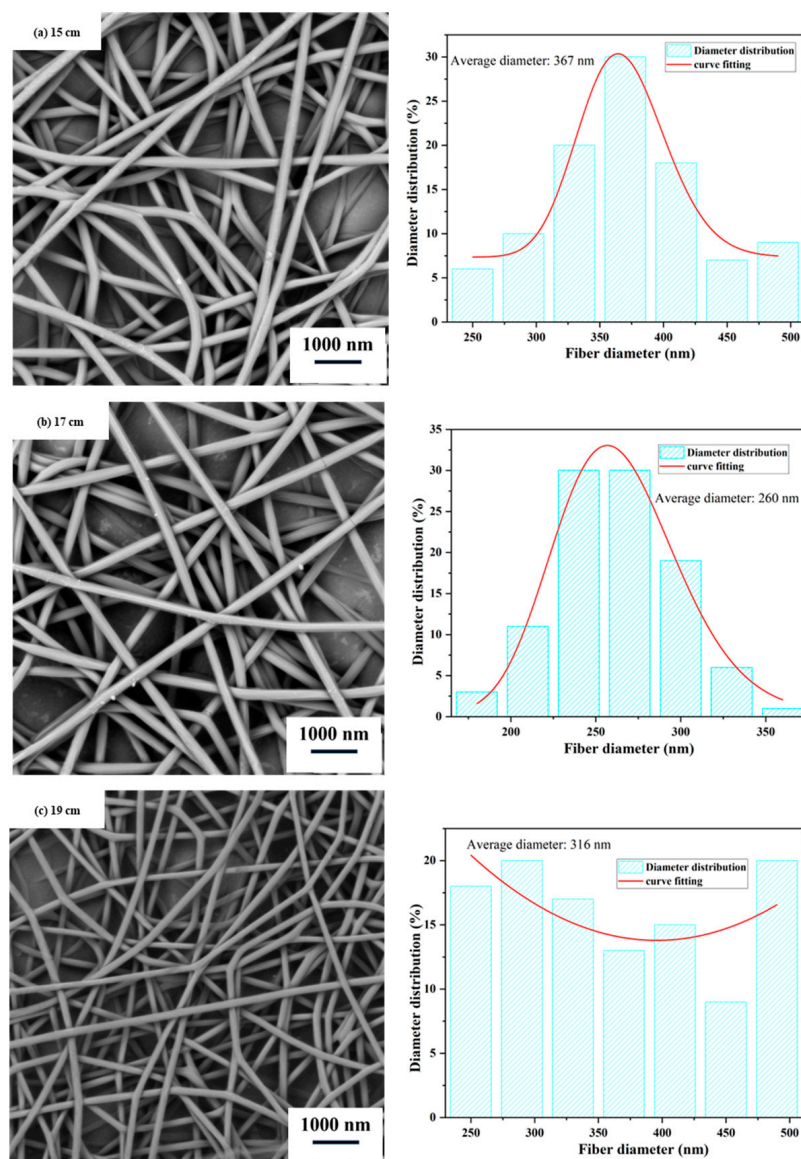 (a) 15 cm
1000 nm
Average diameter: 367 nm
Diameter distribution
curve fitting
Diameter distribution (%)
30
25
20
15
10
5
0
250 300 350 400 450 500
Fiber diameter (nm)
(b) 17 cm
1000 nm
Diameter distribution
curve fitting
Average diameter: 260 nm
Diameter distribution (%)
35
30
25
20
15
10
5
0
200 250 300 350
Fiber diameter (nm)
(c) 19 cm
1000 nm
Average diameter: 316 nm
Diameter distribution
curve fitting
Diameter distribution (%)
20
15
10
5
0
250 300 350 400 450 500
Fiber diameter (nm)